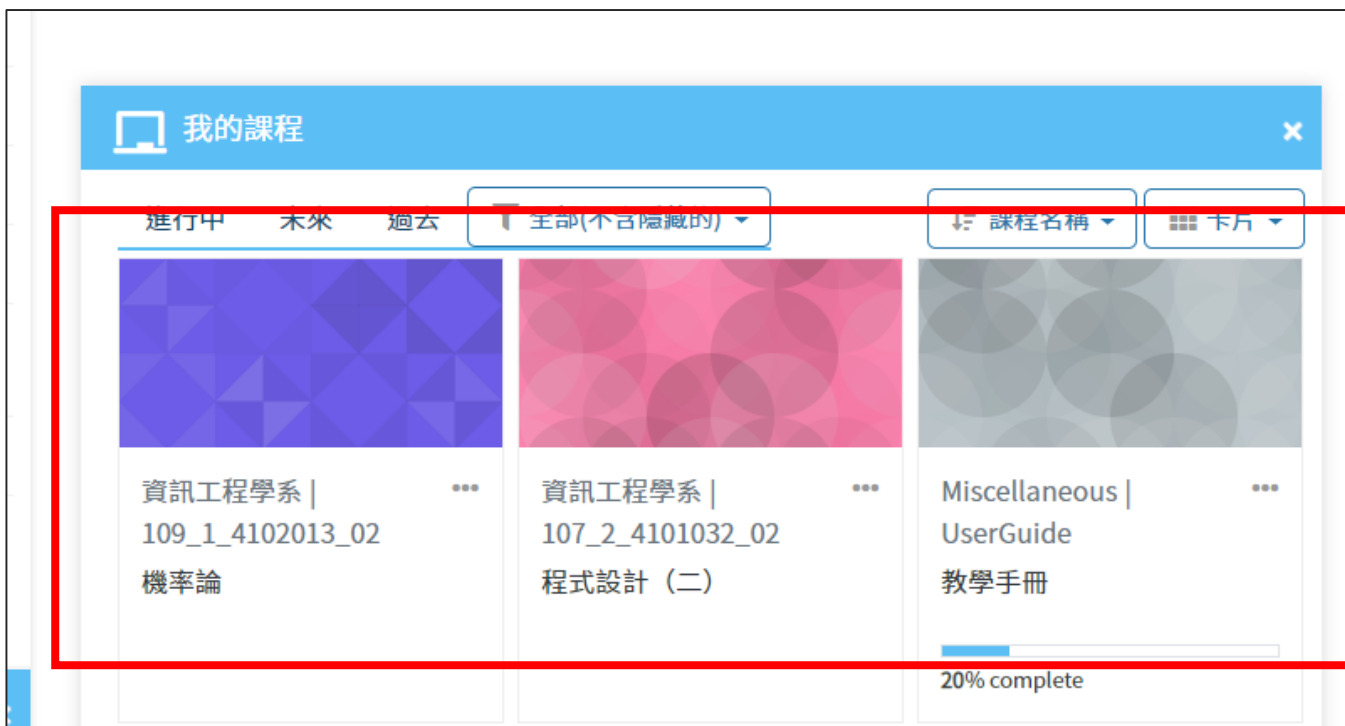 我的課程 ×
進行中 未來 過去 全部(不含隱藏的) 課程名稱 卡片
資訊工程學系 | ...
109_1_4102013_02
機率論
資訊工程學系 | ...
107_2_4101032_02
程式設計（二）
Miscellaneous | ...
UserGuide
教學手冊
20% complete